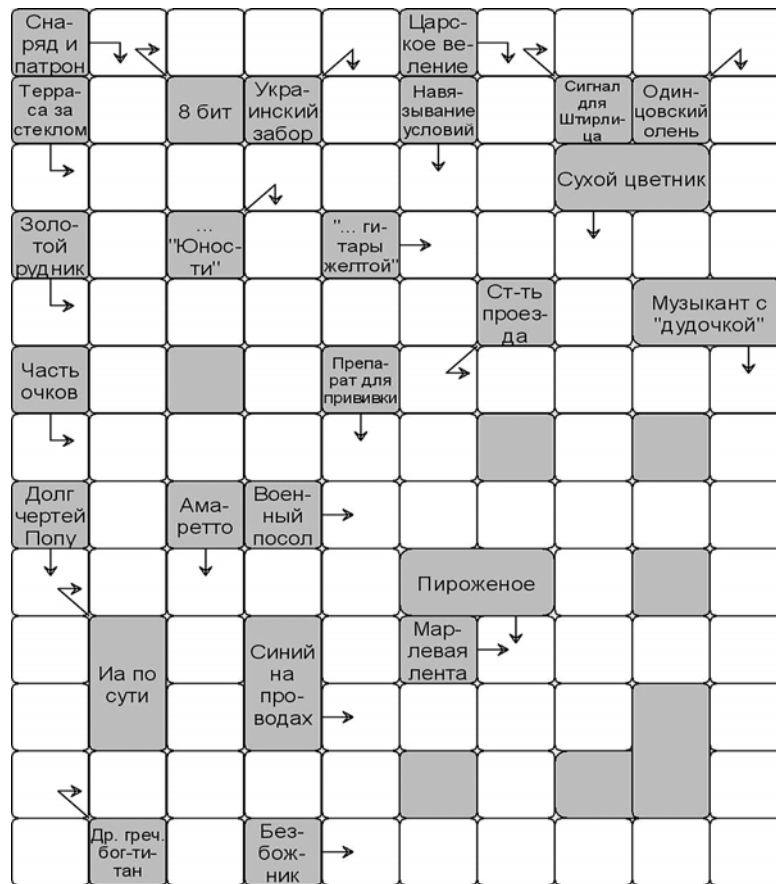 Сна-
ряд и
патрон
Цар-
ское ве-
ление
Терра-
са за
стеклом
8 бит
Укра-
инский
забор
Навя-
зывание
условий
Сигнал
для
Штирли-
ца
Один-
цовский
олень
Сухой цветник
Золо-
той
рудник
...
"Юнос-
ти"
"... ги-
тары
желтой"
Ст-ть
проез-
да
Музыкант с
"дудочкой"
Часть
очков
Препа-
рат для
прививки
Долг
чертей
Попу
Ама-
ретто
Воен-
ный
посол
Пироженое
Иа по
сути
Синий
на
про-
водах
Мар-
левая
лента
Др. греч.
бог-ти-
тан
Без-
бож-
ник